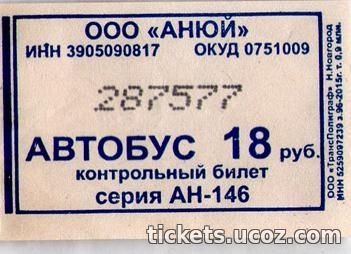 ООО «АНЮЙ»
ИНН 3905090817 ОКУД 0751009
287577
АВТОБУС 18 руб.
контрольный билет
серия АН-146
ООО «ТрансПолиграф» Н.Новгород
ИНН 5259097239 з.96-2015г. т. 0,9 млн.
tickets.ucoz.com